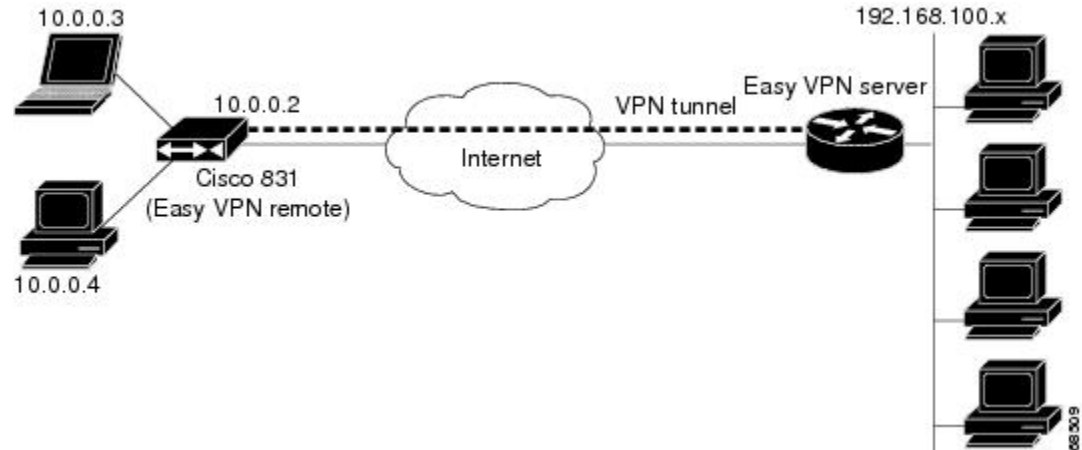 10.0.0.3
192.168.100.x
10.0.0.2
VPN tunnel
Easy VPN server
Internet
Cisco 831
(Easy VPN remote)
10.0.0.4
68509